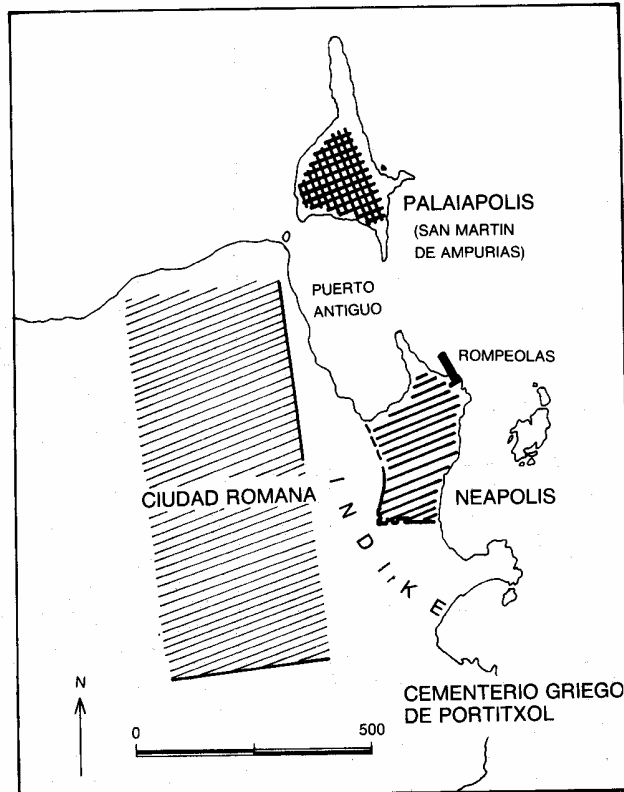 PALAIAPOLIS
(SAN MARTIN
DE AMPURIAS)
PUERTO
ANTIGUO
ROMPEOLAS
CIUDAD ROMANA
NEAPOLIS
INDIKE
CEMENTERIO GRIEGO
DE PORTITXOL
N
0 500